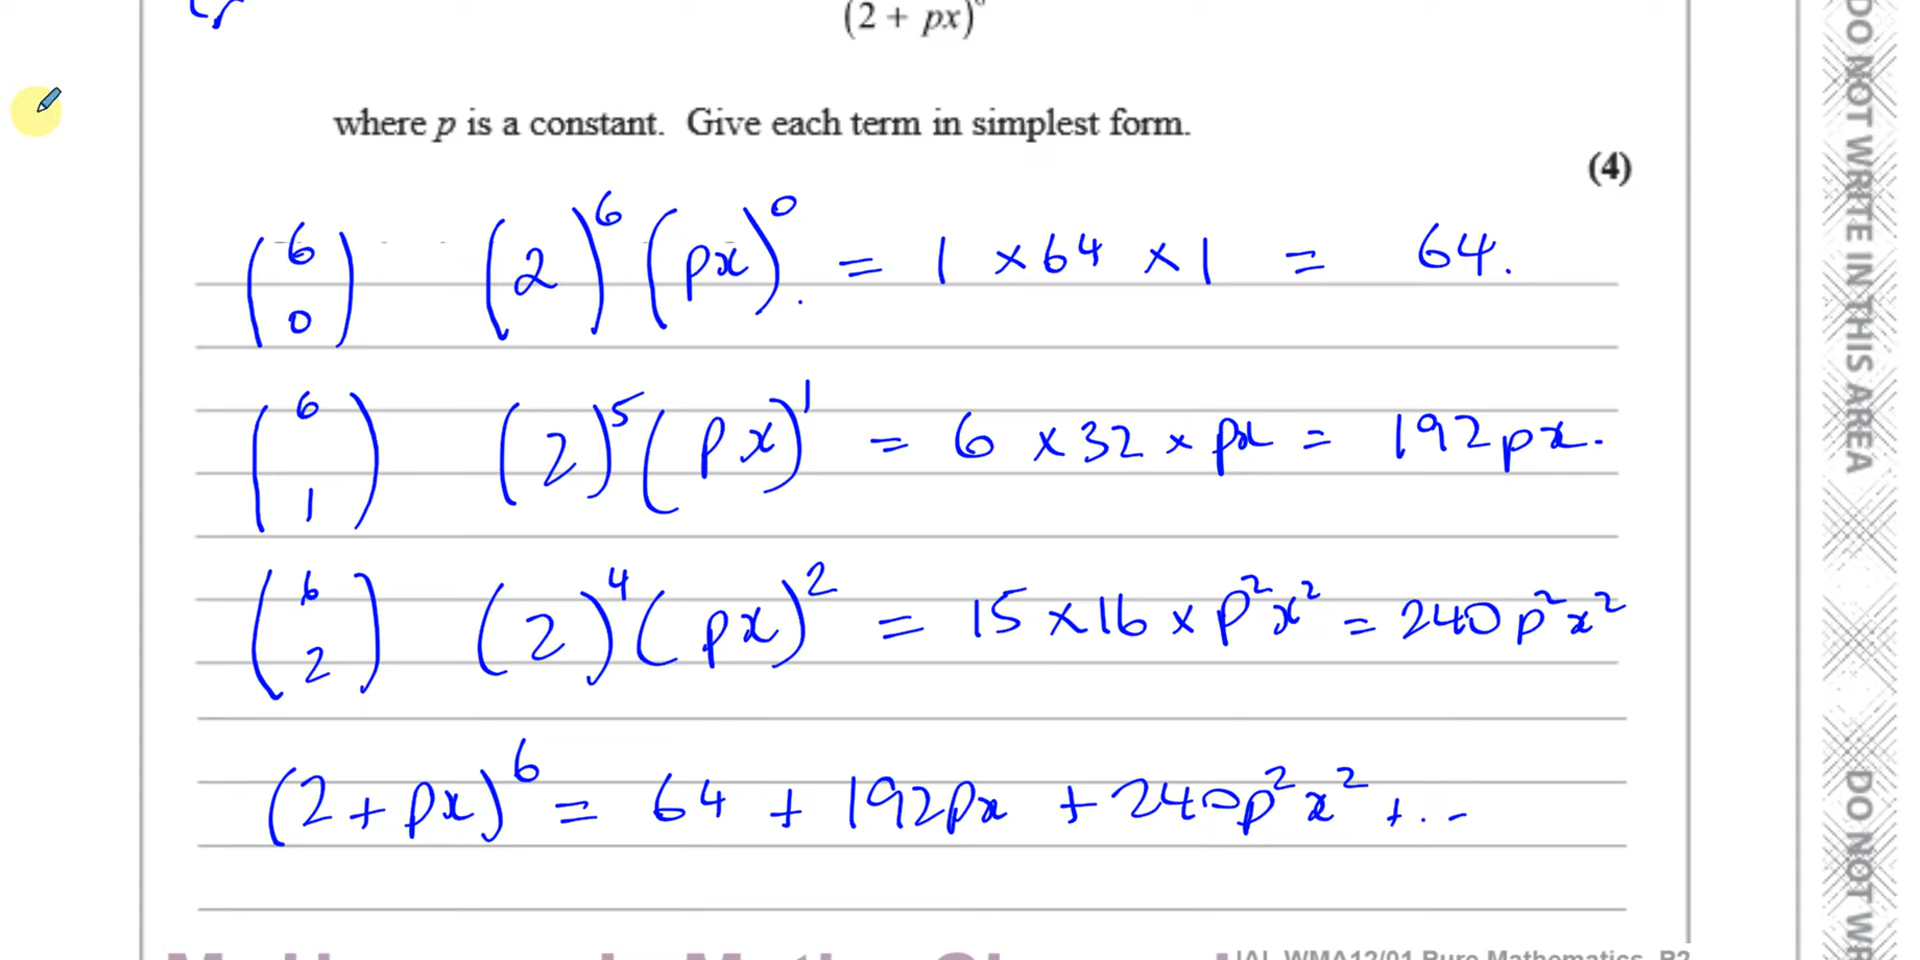 (2 + px)⁶
where p is a constant. Give each term in simplest form.
(4)
(6 0) (2)⁶ (px)⁰ = 1 × 64 × 1 = 64.
(6 1) (2)⁵ (px)¹ = 6 × 32 × px = 192px.
(6 2) (2)⁴ (px)² = 15 × 16 × p²x² = 240p²x²
(2 + px)⁶ = 64 + 192px + 240p²x² + ...
IAL WMA12/01 Pure Mathematics P2
DO NOT WRITE IN THIS AREA
DO NOT WR